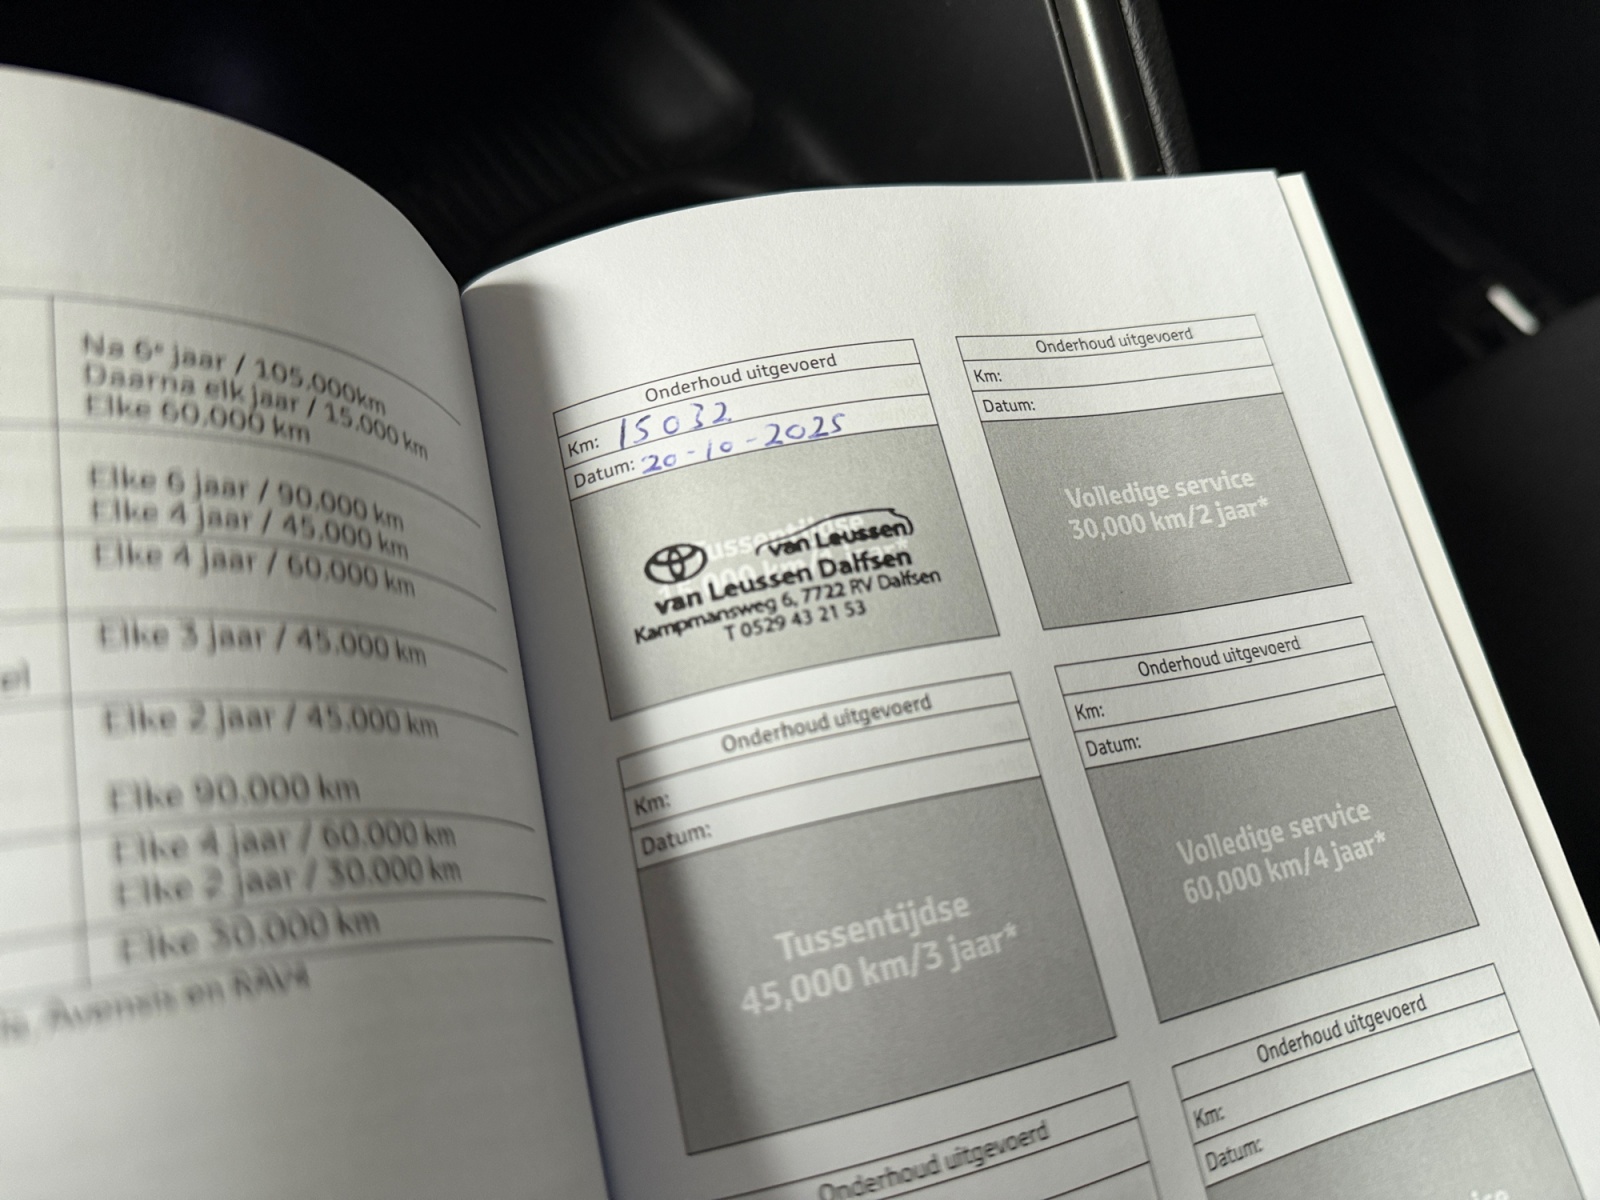 Na 6e jaar / 105.000km
Daarna elk jaar / 15.000 km
Elke 60.000 km
Elke 6 jaar / 90.000 km
Elke 4 jaar / 45.000 km
Elke 4 jaar / 60.000 km
Elke 3 jaar / 45.000 km
el
Elke 2 jaar / 45.000 km
Elke 90.000 km
Elke 4 jaar / 60.000 km
Elke 2 jaar / 30.000 km
Elke 30.000 km
Avensis en RAV4
Onderhoud uitgevoerd
Km: 15032
Datum: 20-10-2025
Tussentijdse
van Leussen
van Leussen Dalfsen
Kampmansweg 6, 7722 RV Dalfsen
T 0529 43 21 53
Onderhoud uitgevoerd
Km:
Datum:
Volledige service
30,000 km/2 jaar*
Onderhoud uitgevoerd
Km:
Datum:
Tussentijdse
45,000 km/3 jaar*
Onderhoud uitgevoerd
Km:
Datum:
Volledige service
60,000 km/4 jaar*
Onderhoud uitgevoerd
Onderhoud uitgevoerd
Km:
Datum: